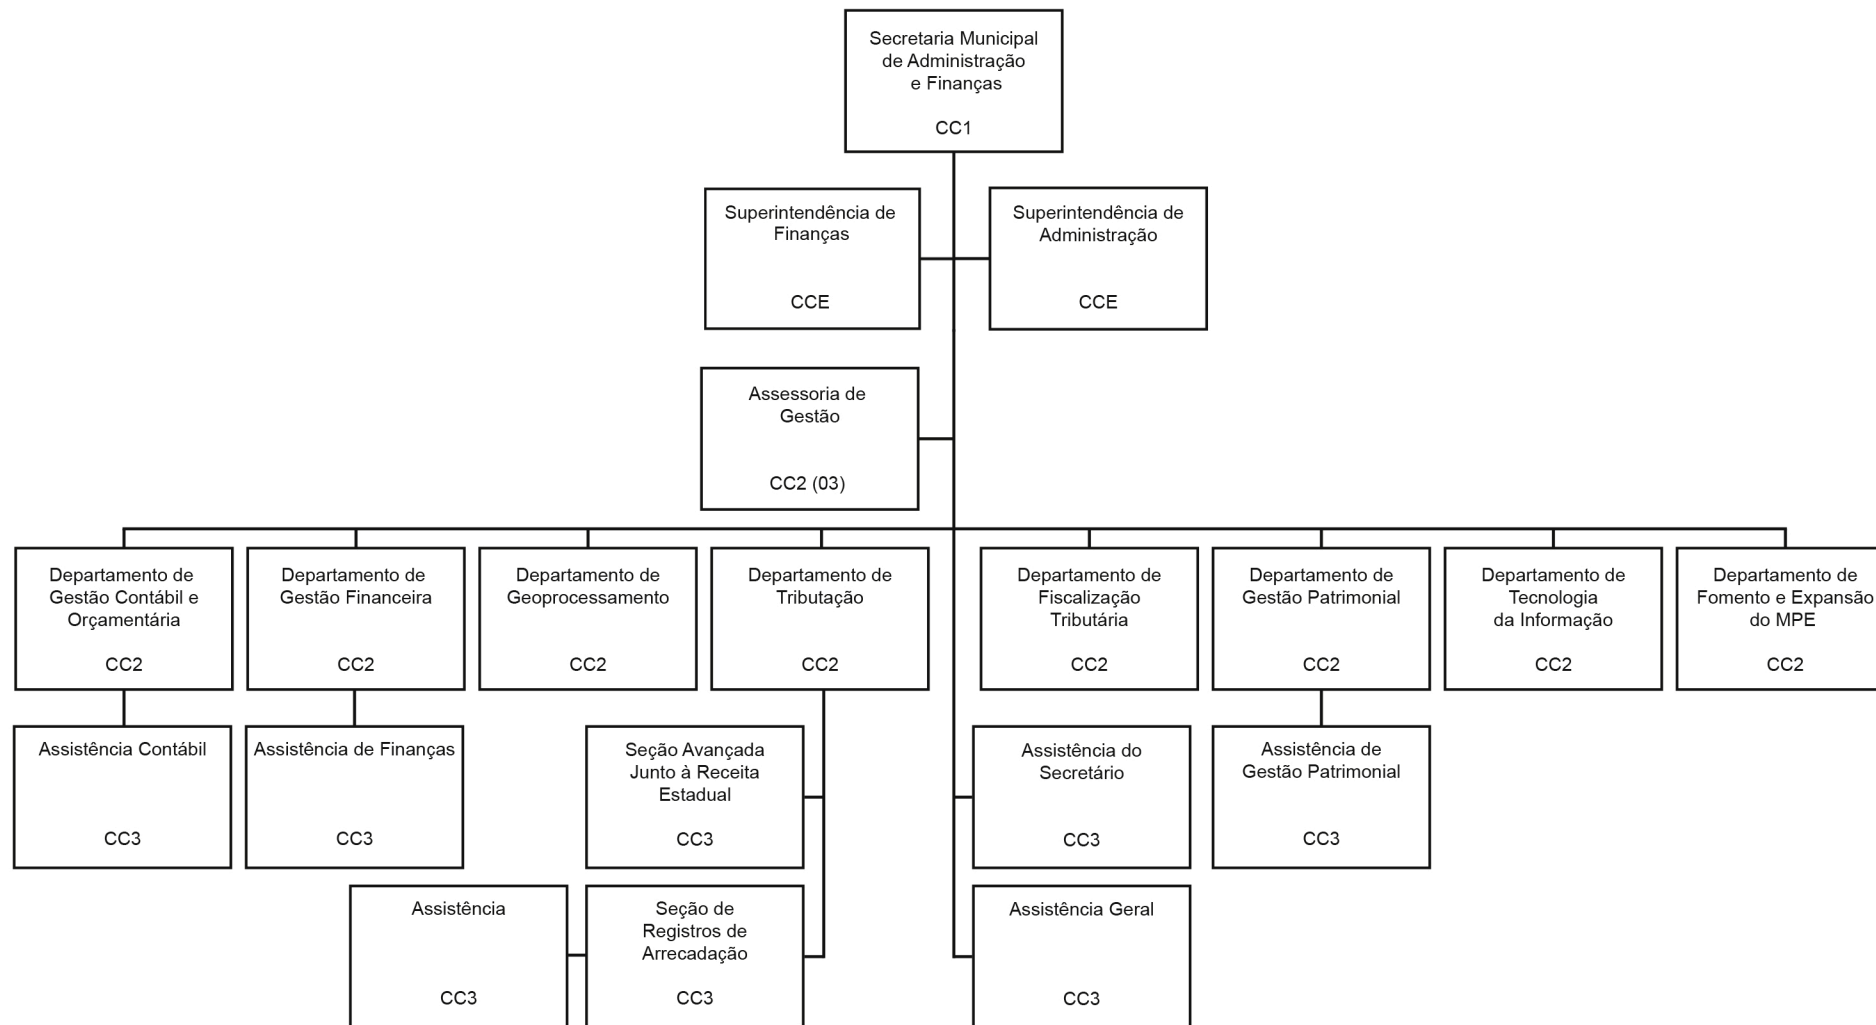 Secretaria Municipal
de Administração
e Finanças
CC1
Superintendência de
Finanças
CCE
Superintendência de
Administração
CCE
Assessoria de
Gestão
CC2 (03)
Departamento de
Gestão Contábil e
Orçamentária
CC2
Departamento de
Gestão Financeira
CC2
Departamento de
Geoprocessamento
CC2
Departamento de
Tributação
CC2
Departamento de
Fiscalização
Tributária
CC2
Departamento de
Gestão Patrimonial
CC2
Departamento de
Tecnologia
da Informação
CC2
Departamento de
Fomento e Expansão
do MPE
CC2
Assistência Contábil
CC3
Assistência de Finanças
CC3
Seção Avançada
Junto à Receita
Estadual
CC3
Assistência do
Secretário
CC3
Assistência de
Gestão Patrimonial
CC3
Assistência
CC3
Seção de
Registros de
Arrecadação
CC3
Assistência Geral
CC3